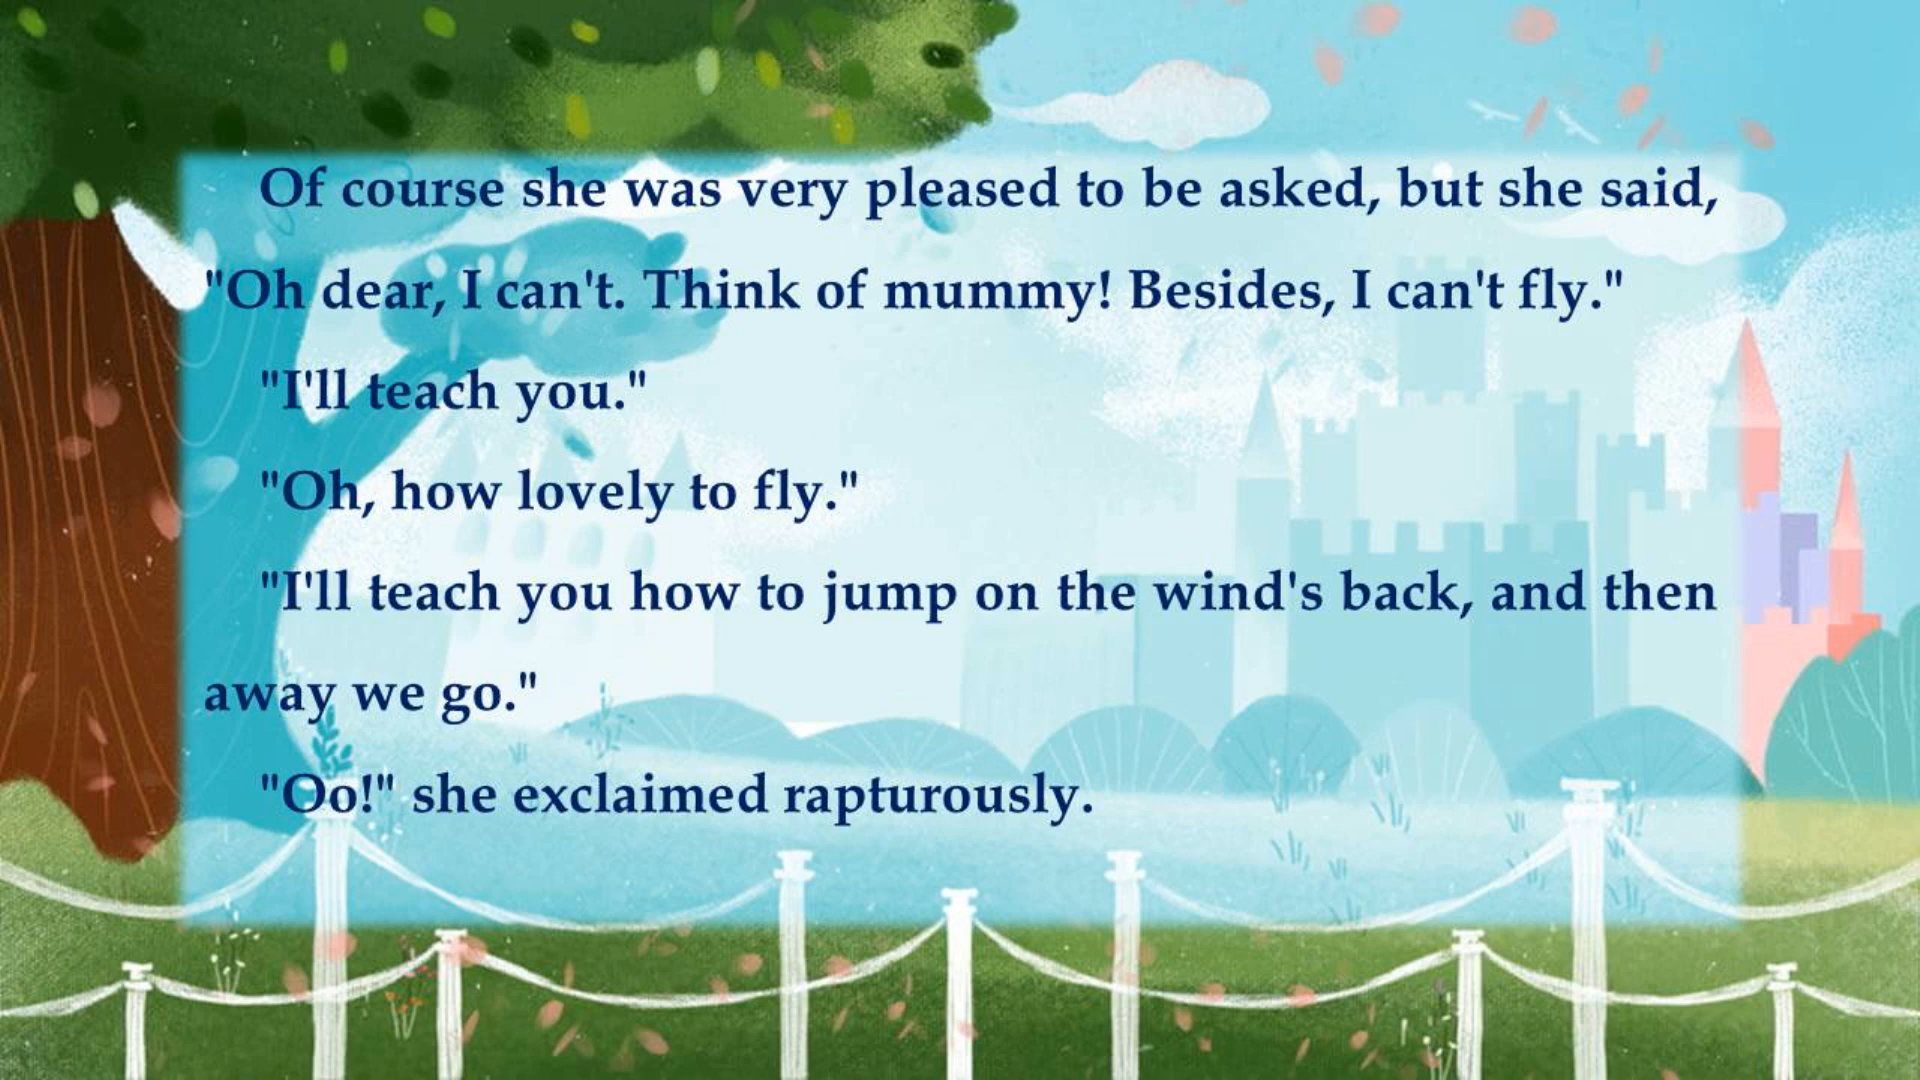 Of course she was very pleased to be asked, but she said,
"Oh dear, I can't. Think of mummy! Besides, I can't fly."
"I'll teach you."
"Oh, how lovely to fly."
"I'll teach you how to jump on the wind's back, and then
away we go."
"Oo!" she exclaimed rapturously.